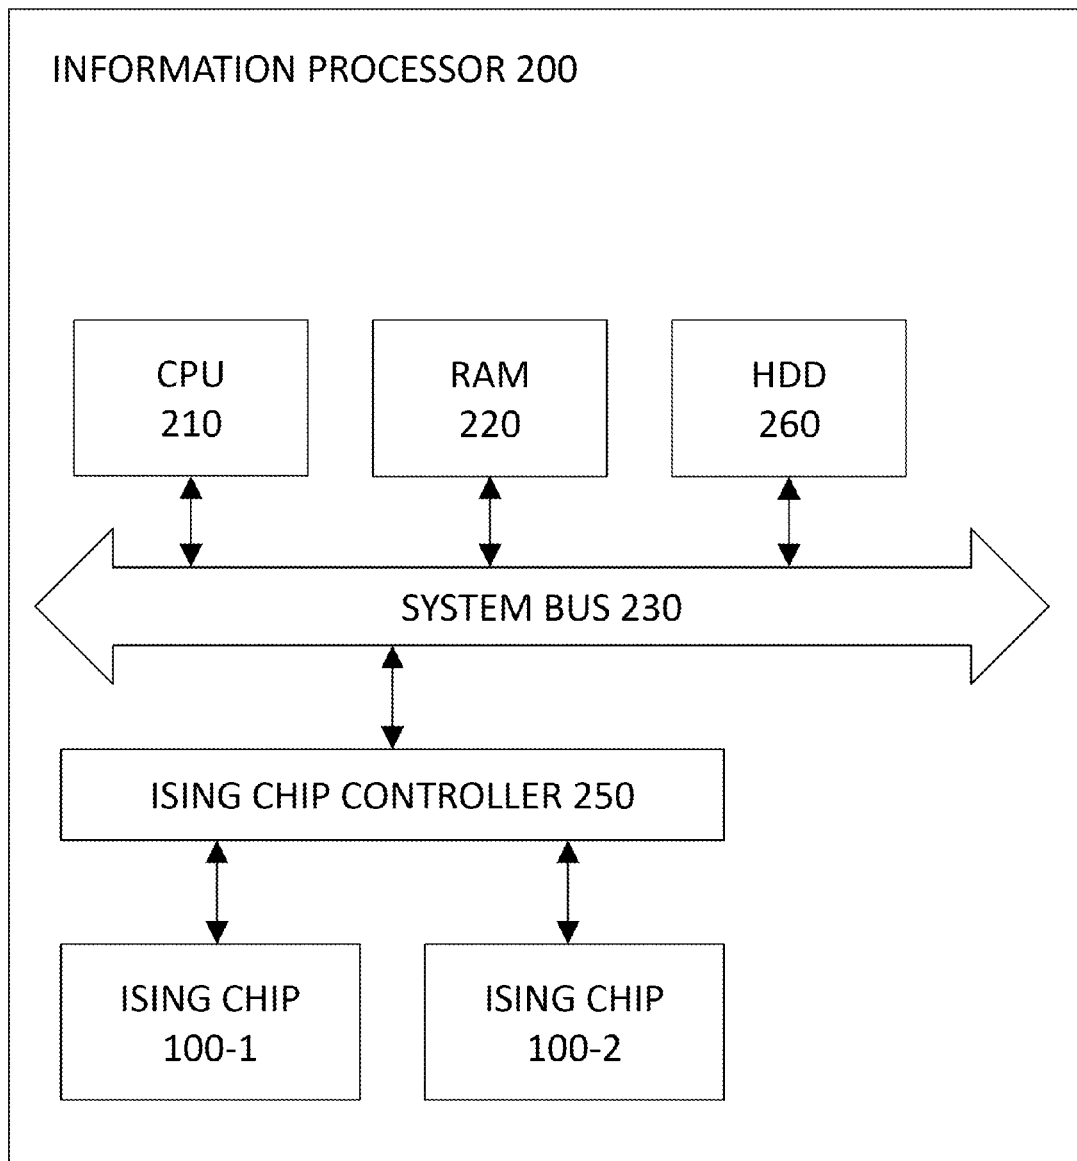 INFORMATION PROCESSOR 200
CPU
210
RAM
220
HDD
260
SYSTEM BUS 230
ISING CHIP CONTROLLER 250
ISING CHIP
100-1
ISING CHIP
100-2